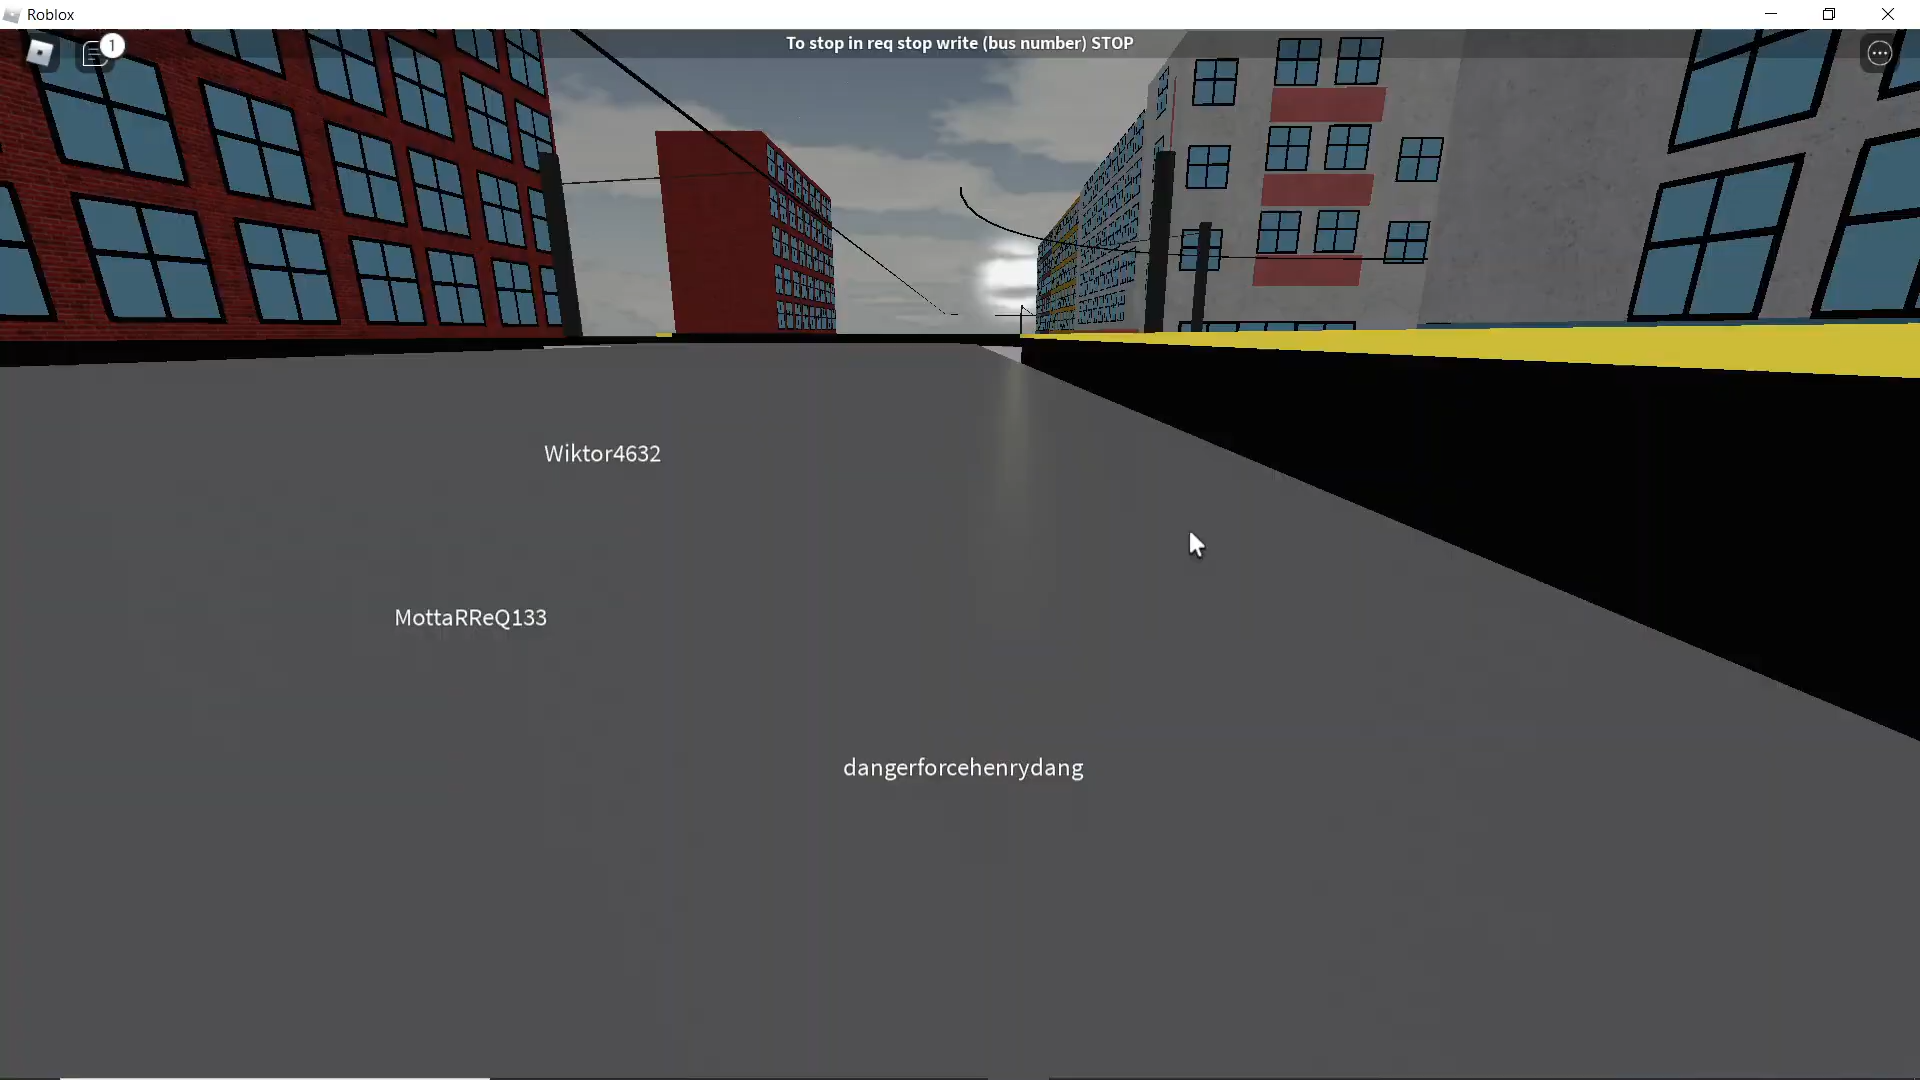 Roblox
1
To stop in req stop write (bus number) STOP
Wiktor4632
MottaRReQ133
dangerforcehenrydang